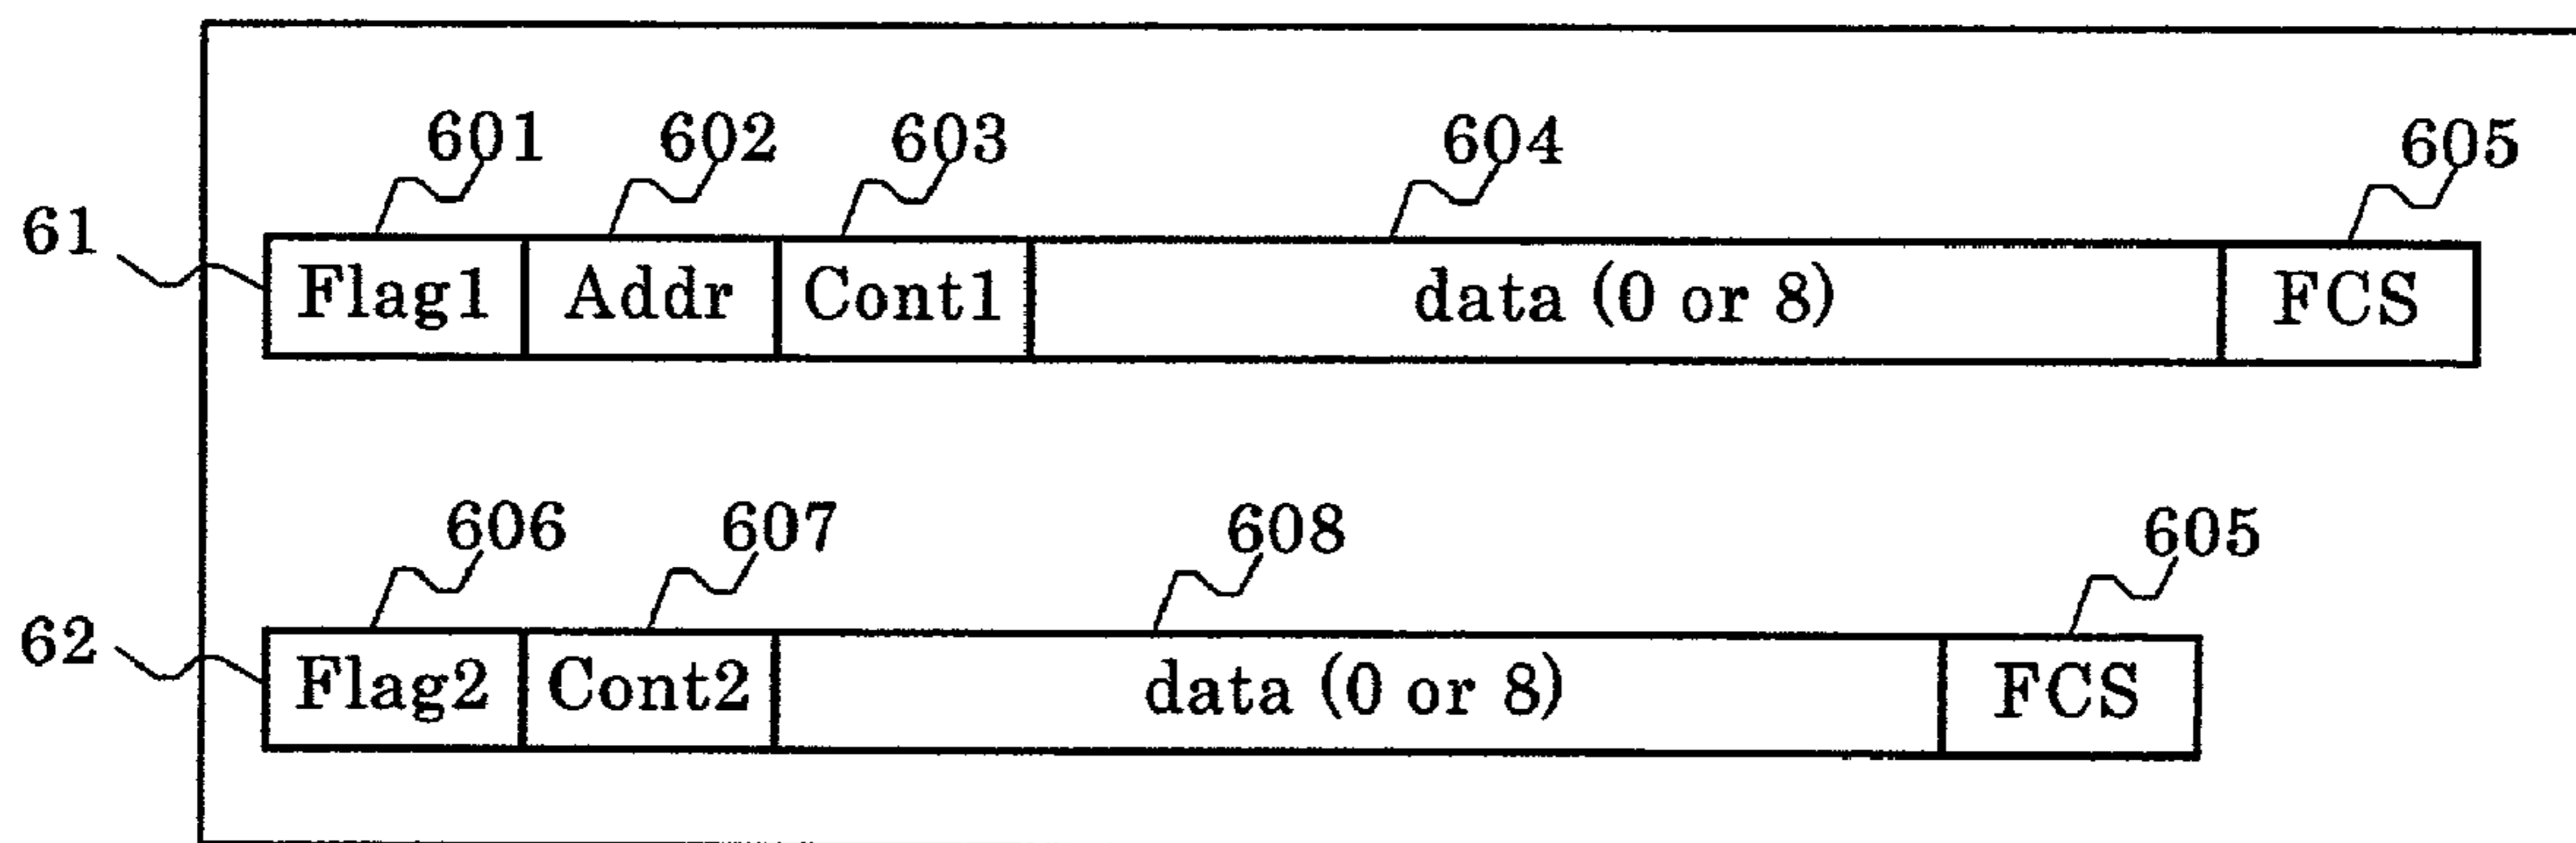 601 602 603 604 605
61 Flag1 Addr Cont1 data (0 or 8) FCS
606 607 608 605
62 Flag2 Cont2 data (0 or 8) FCS